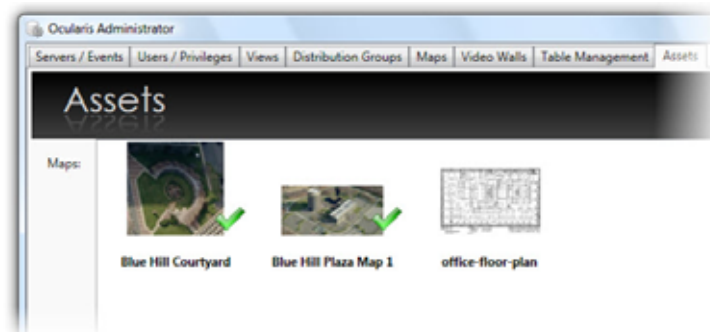 Ocularis Administrator
Servers / Events Users / Privileges Views Distribution Groups Maps Video Walls Table Management Assets
Assets
Maps:
Blue Hill Courtyard Blue Hill Plaza Map 1 office-floor-plan